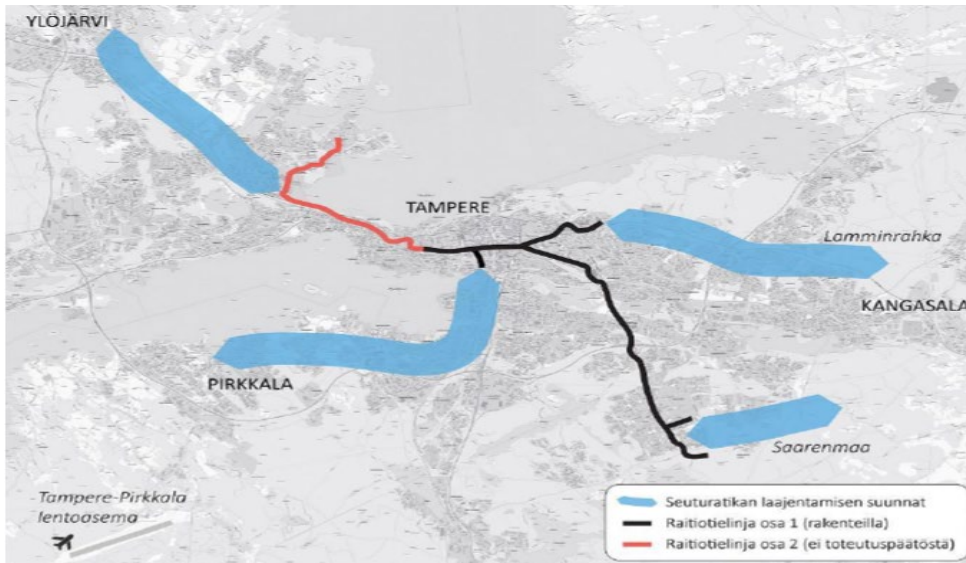 YLÖJÄRVI
TAMPERE
Lamminrahka
KANGASALA
PIRKKALA
Saarenmaa
Tampere-Pirkkala
lentoasema
Seuturatikan laajentamisen suunnat
Raitiotielinja osa 1 (rakenteilla)
Raitiotielinja osa 2 (ei toteutuspäätöstä)